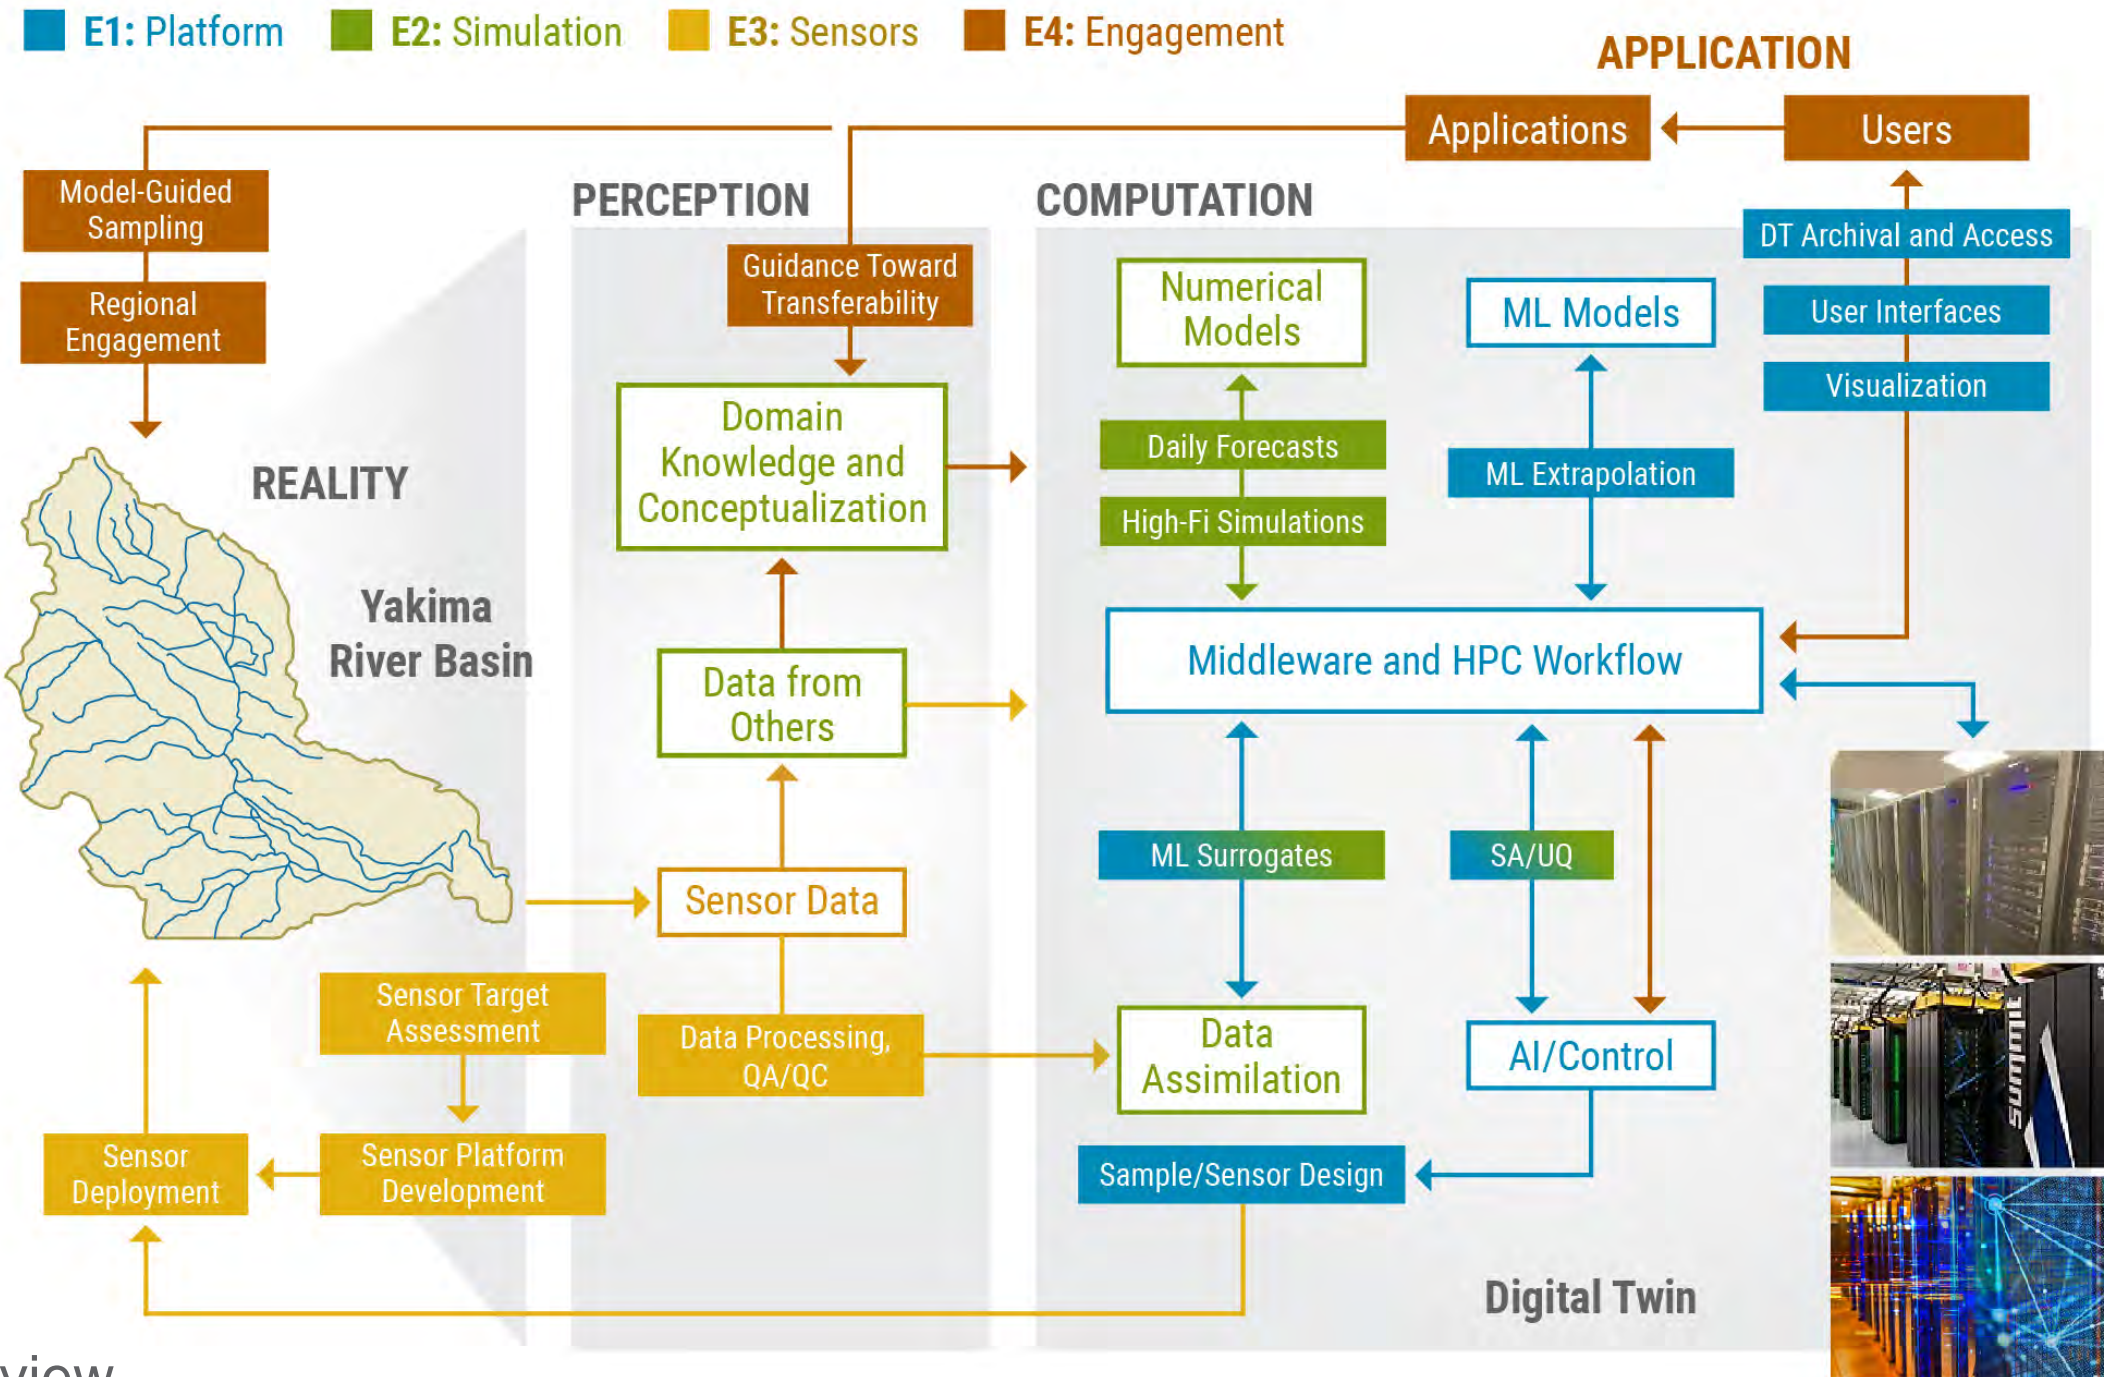 E1: Platform
E2: Simulation
E3: Sensors
E4: Engagement
APPLICATION
Applications
Users
Model-Guided
Sampling
Regional
Engagement
PERCEPTION
COMPUTATION
DT Archival and Access
User Interfaces
Visualization
Guidance Toward
Transferability
Numerical
Models
ML Models
Domain
Knowledge and
Conceptualization
Daily Forecasts
High-Fi Simulations
ML Extrapolation
REALITY
Yakima
River Basin
Data from
Others
Middleware and HPC Workflow
ML Surrogates
SA/UQ
Sensor Data
Sensor Target
Assessment
Data Processing,
QA/QC
Data
Assimilation
AI/Control
SUMMIT
Sensor
Deployment
Sensor Platform
Development
Sample/Sensor Design
Digital Twin
view